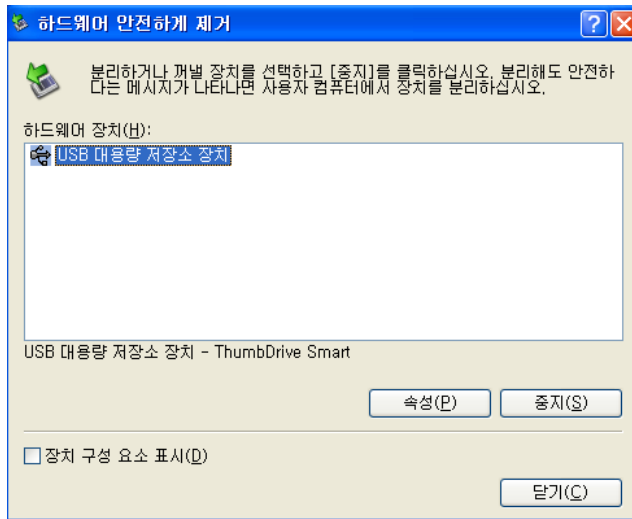 하드웨어 안전하게 제거
분리하거나 꺼낼 장치를 선택하고 [중지]를 클릭하십시오. 분리해도 안전하
다는 메시지가 나타나면 사용자 컴퓨터에서 장치를 분리하십시오.
하드웨어 장치(H):
USB 대용량 저장소 장치
USB 대용량 저장소 장치 - ThumbDrive Smart
속성(P) 중지(S)
장치 구성 요소 표시(D)
닫기(C)